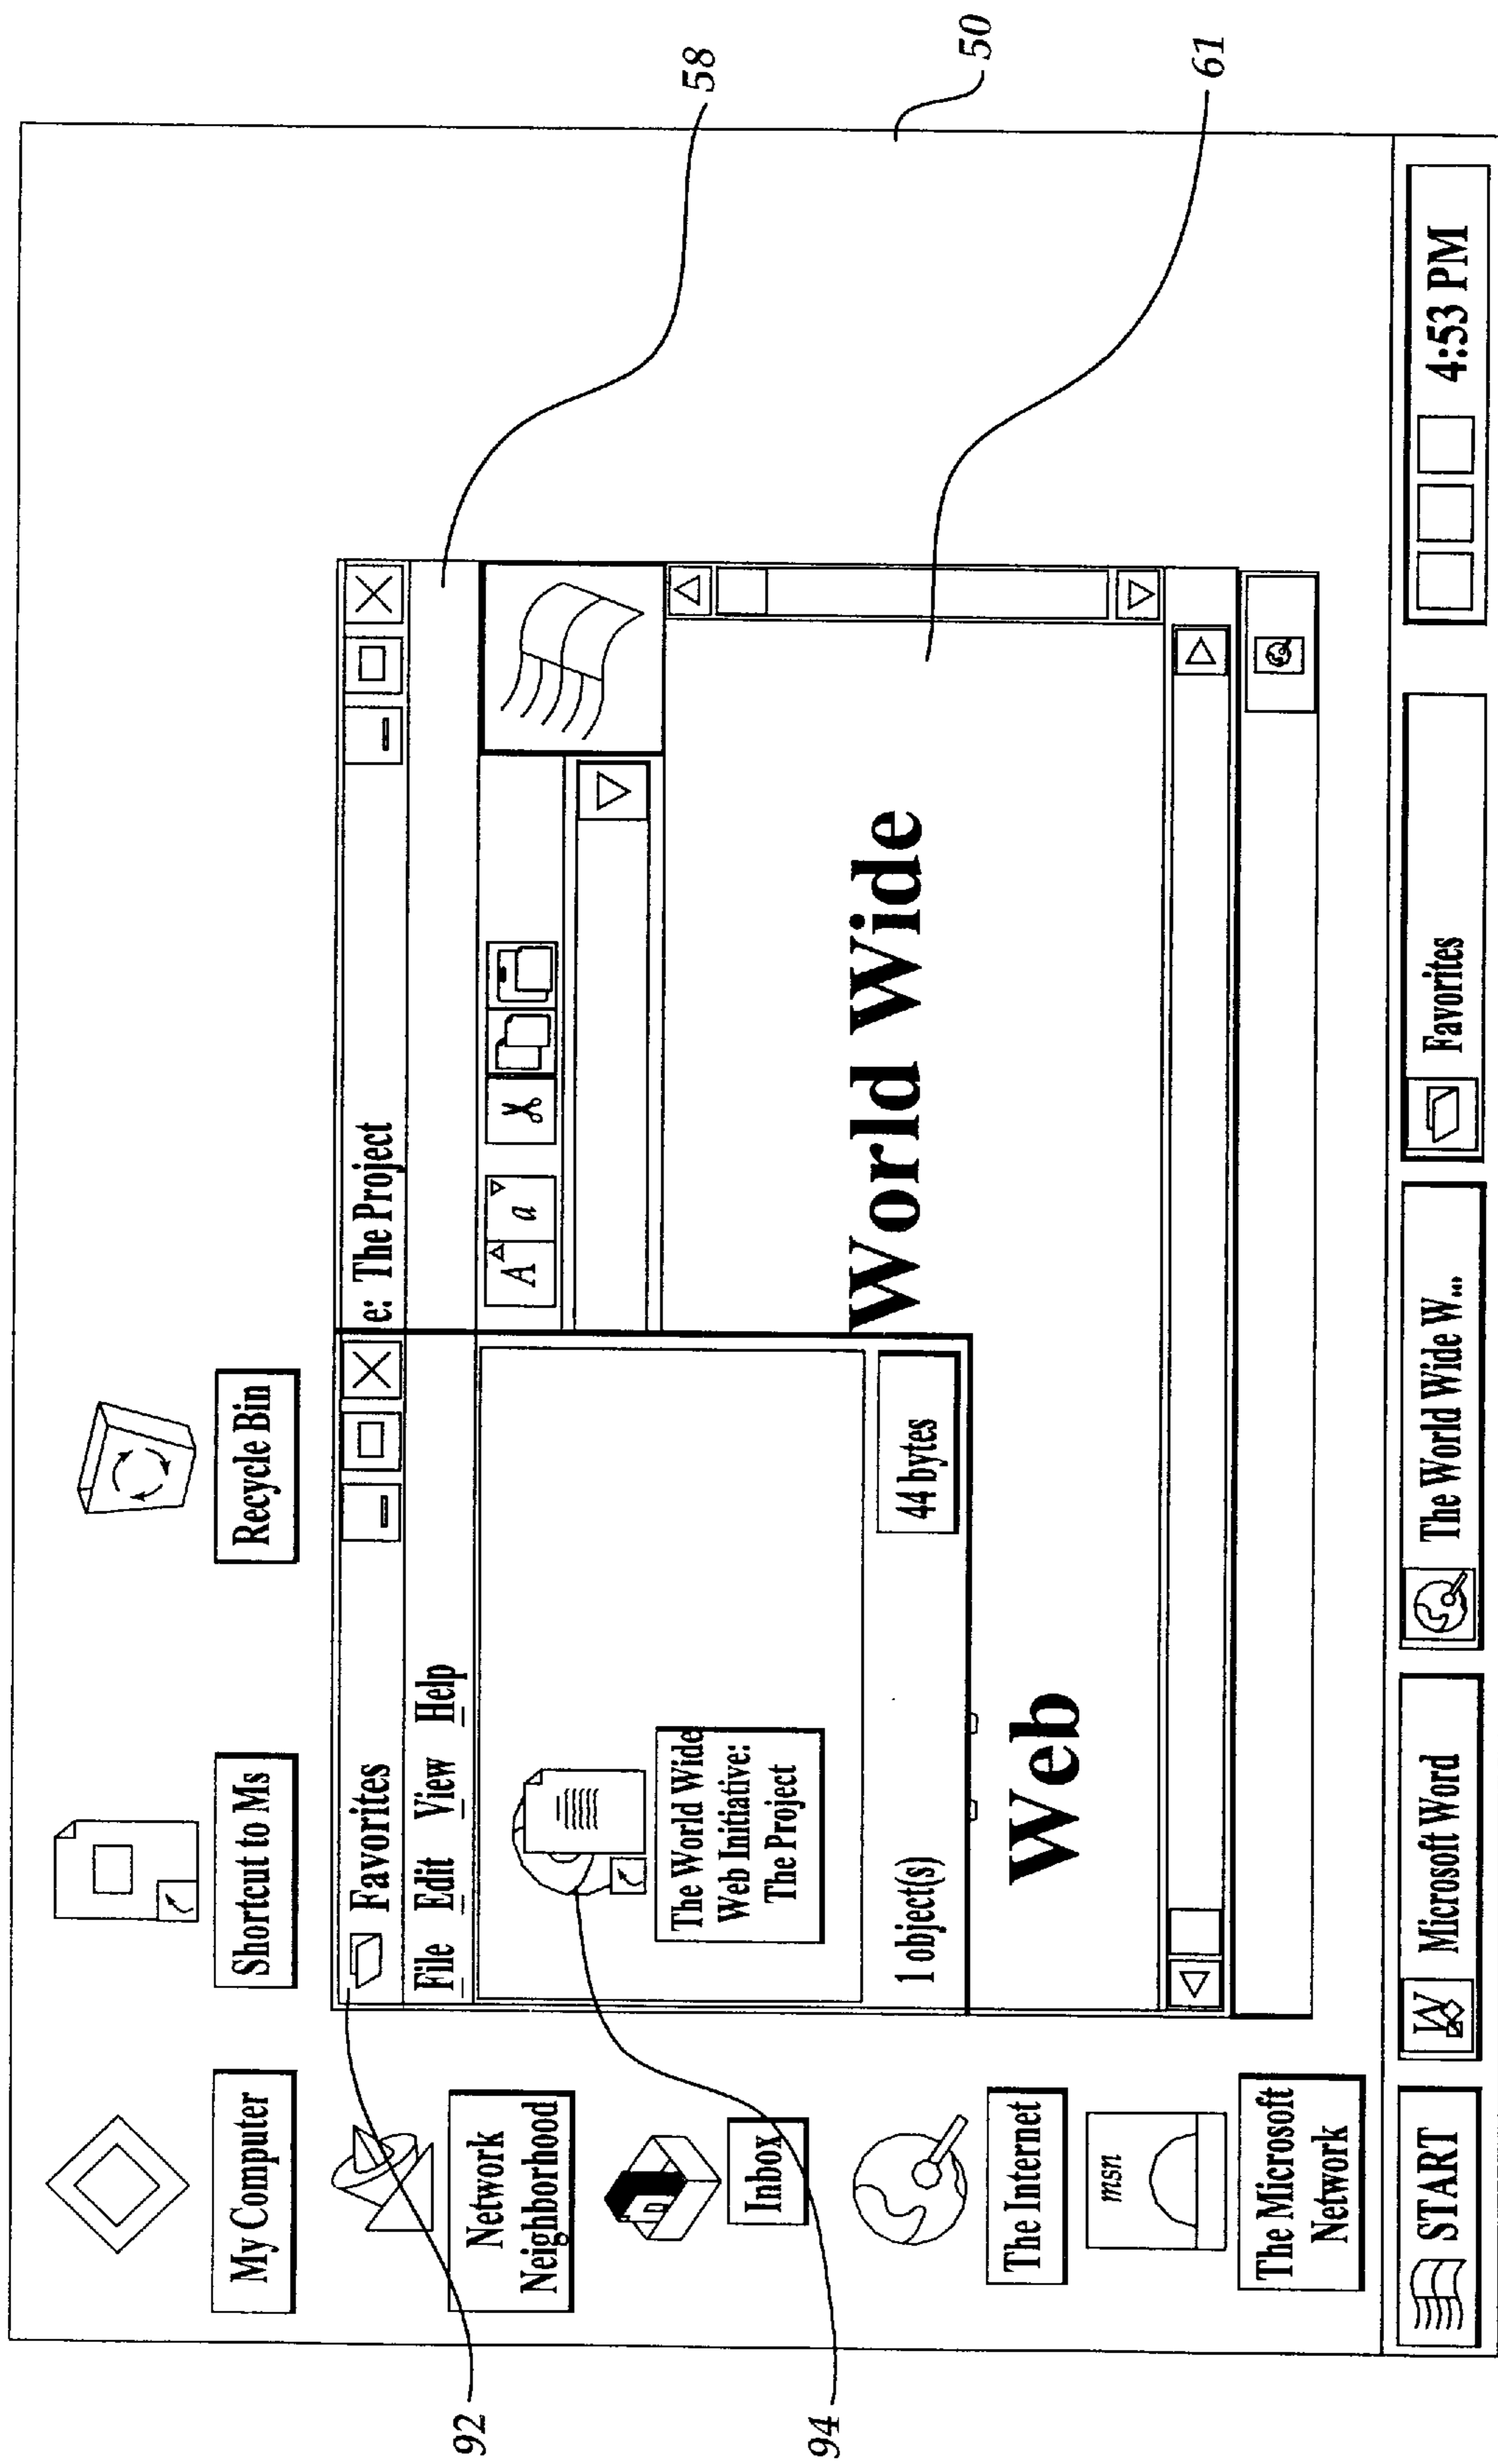 My Computer
Shortcut to Ms
Recycle Bin
58
50
61
92
94
Network
Neighborhood
Inbox
The Internet
msn
The Microsoft
Network
Favorites
File Edit View Help
The World Wide
Web Initiative:
The Project
1 object(s)
44 bytes
e: The Project
A a
World Wide
Web
START
W
Microsoft Word
The World Wide W...
Favorites
4:53 PM